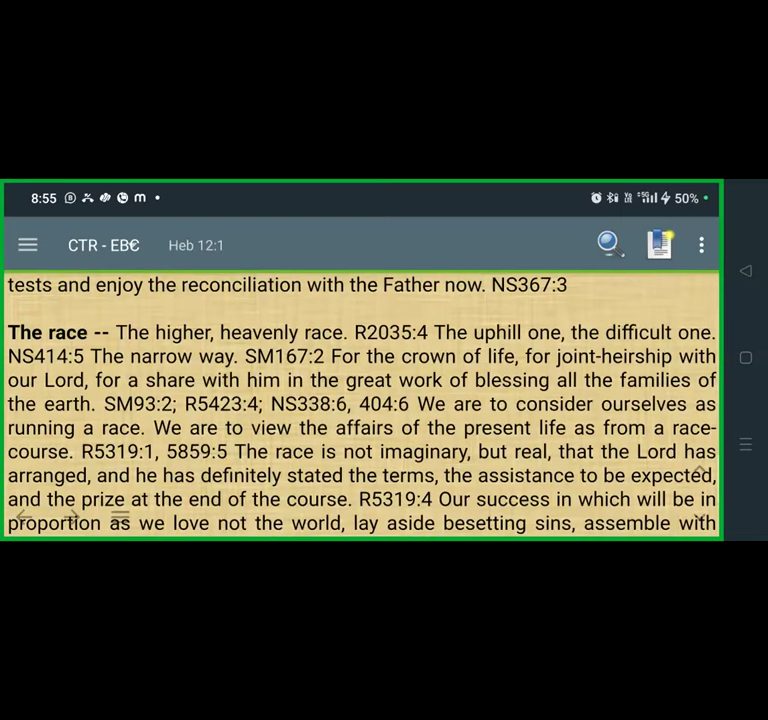 8:55 m 5G 50%
CTR - EB€ Heb 12:1
tests and enjoy the reconciliation with the Father now. NS367:3
The race -- The higher, heavenly race. R2035:4 The uphill one, the difficult one.
NS414:5 The narrow way. SM167:2 For the crown of life, for joint-heirship with
our Lord, for a share with him in the great work of blessing all the families of
the earth. SM93:2; R5423:4; NS338:6, 404:6 We are to consider ourselves as
running a race. We are to view the affairs of the present life as from a race-
course. R5319:1, 5859:5 The race is not imaginary, but real, that the Lord has
arranged, and he has definitely stated the terms, the assistance to be expected,
and the prize at the end of the course. R5319:4 Our success in which will be in
proportion as we love not the world, lay aside besetting sins, assemble with